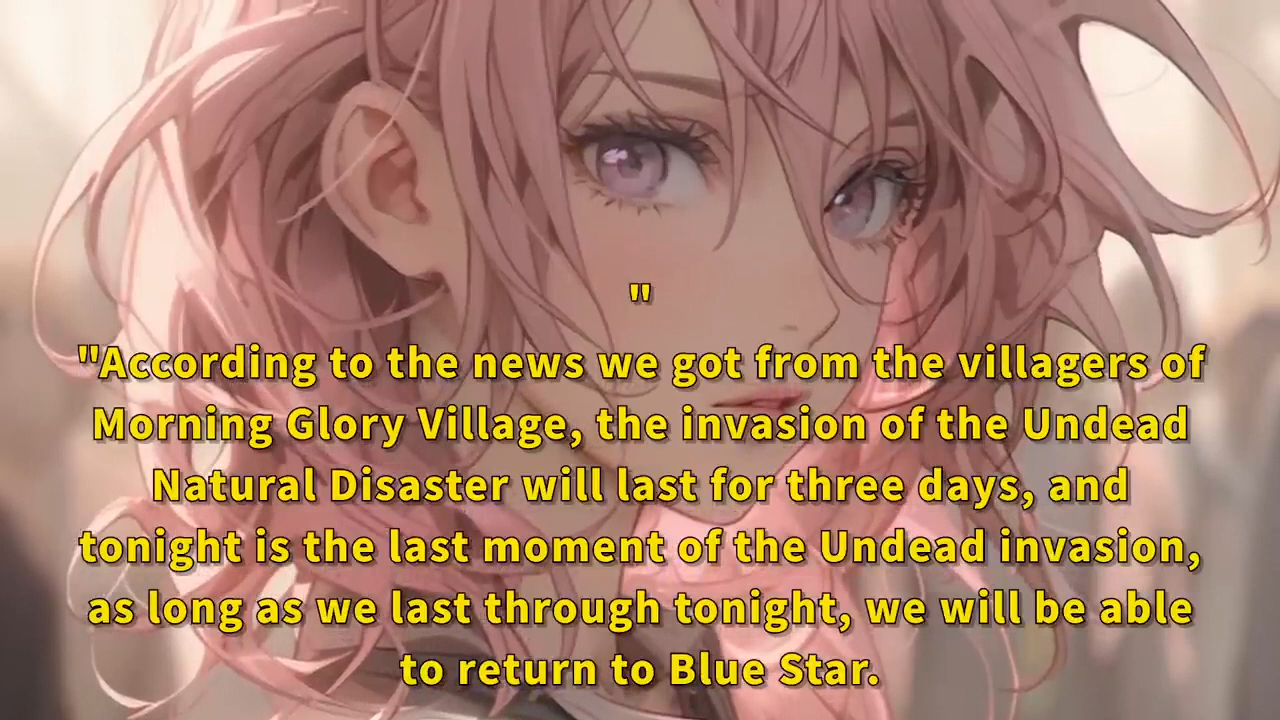 "
"According to the news we got from the villagers of
Morning Glory Village, the invasion of the Undead
Natural Disaster will last for three days, and
tonight is the last moment of the Undead invasion,
as long as we last through tonight, we will be able
to return to Blue Star.